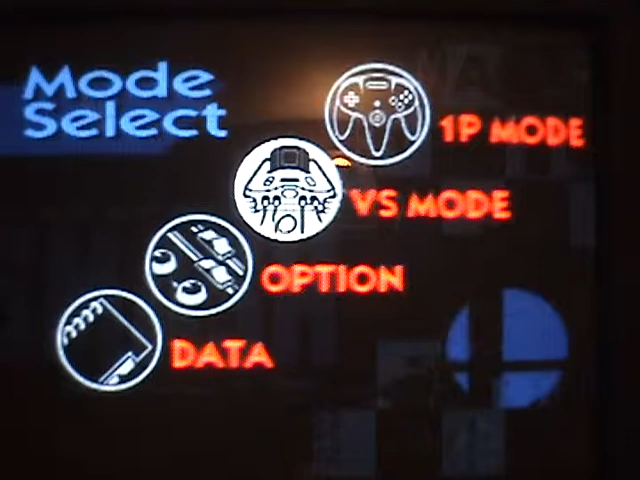 Mode
Select
1P MODE
VS MODE
OPTION
DATA